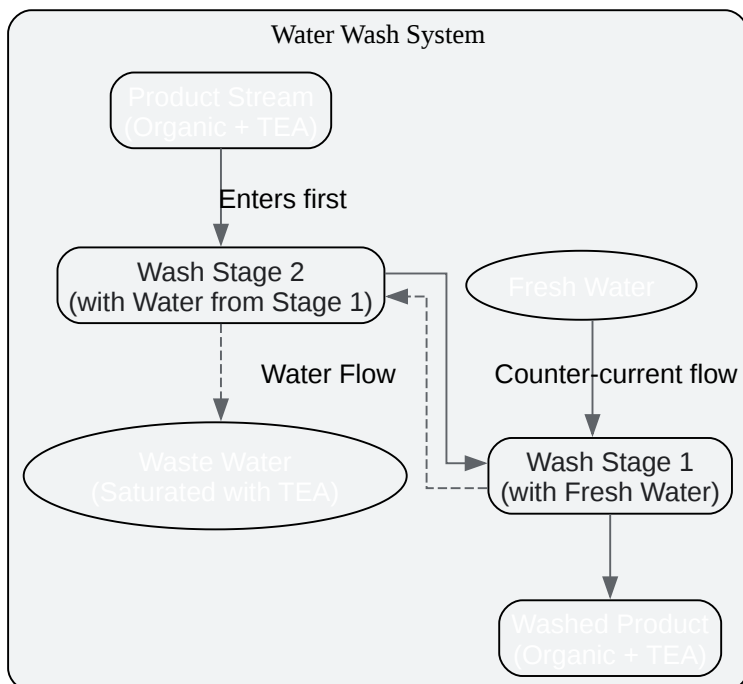 Water Wash System
Product Stream
(Organic + TEA)
Enters first
Wash Stage 2
(with Water from Stage 1)
Fresh Water
Water Flow
Counter-current flow
Waste Water
(Saturated with TEA)
Wash Stage 1
(with Fresh Water)
Washed Product
(Organic + TEA)